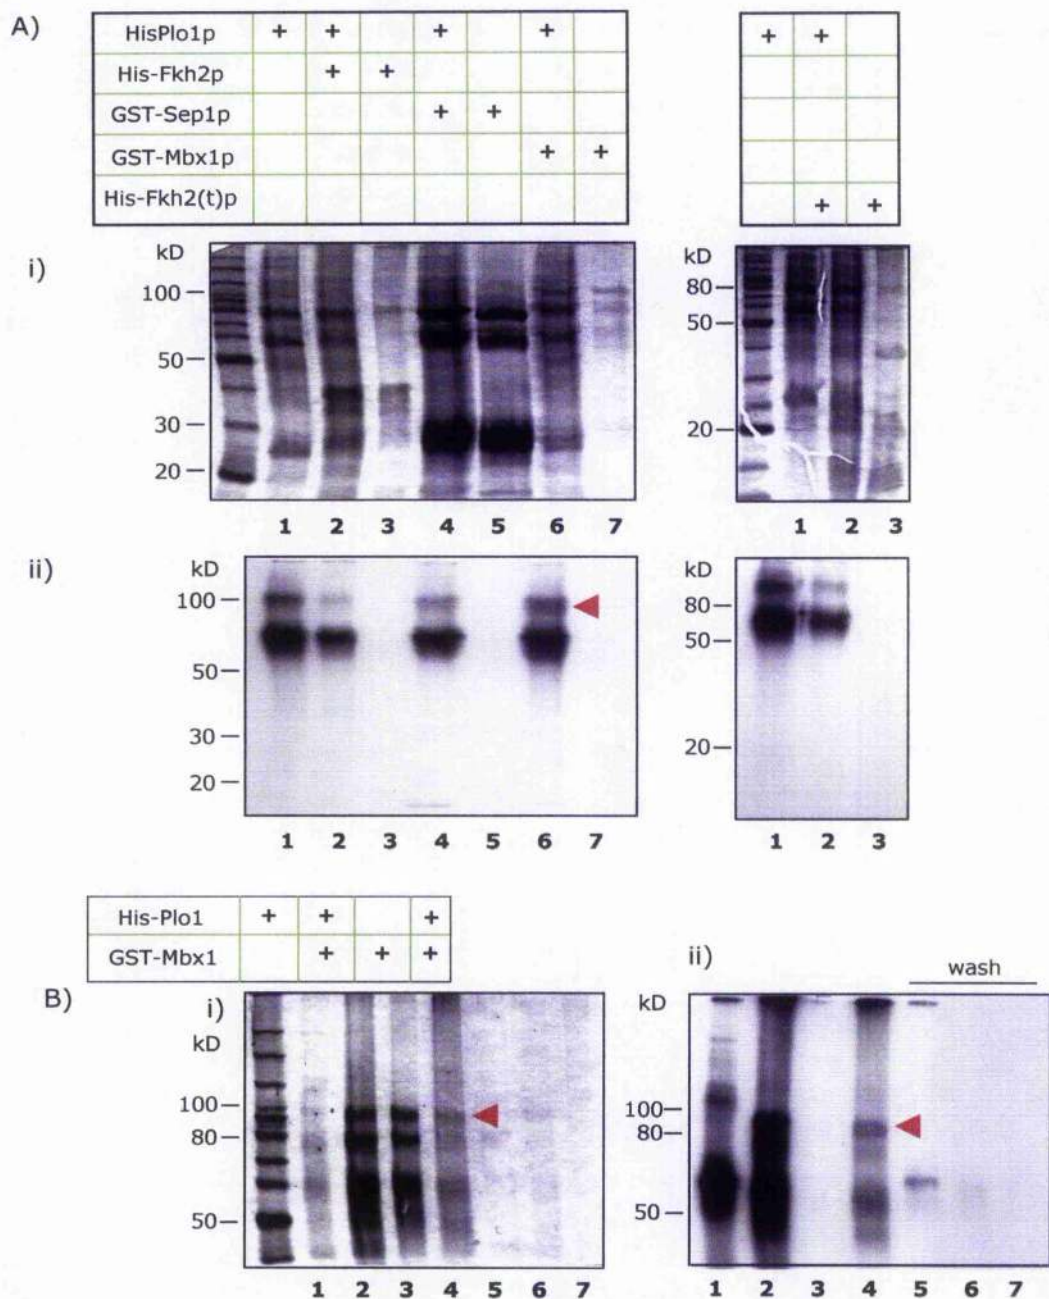 A)
HisPlo1p + + + +
His-Fkh2p + +
GST-Sep1p + +
GST-Mbx1p + +
His-Fkh2(t)p
+ +
+ +
i)
kD
100
50
30
20
1 2 3 4 5 6 7
kD
80
50
20
1 2 3
ii)
kD
100
50
30
20
1 2 3 4 5 6 7
kD
80
50
20
1 2 3
His-Plo1 + + +
GST-Mbx1 + + +
B)
i)
kD
100
80
50
1 2 3 4 5 6 7
ii)
wash
kD
100
80
50
1 2 3 4 5 6 7